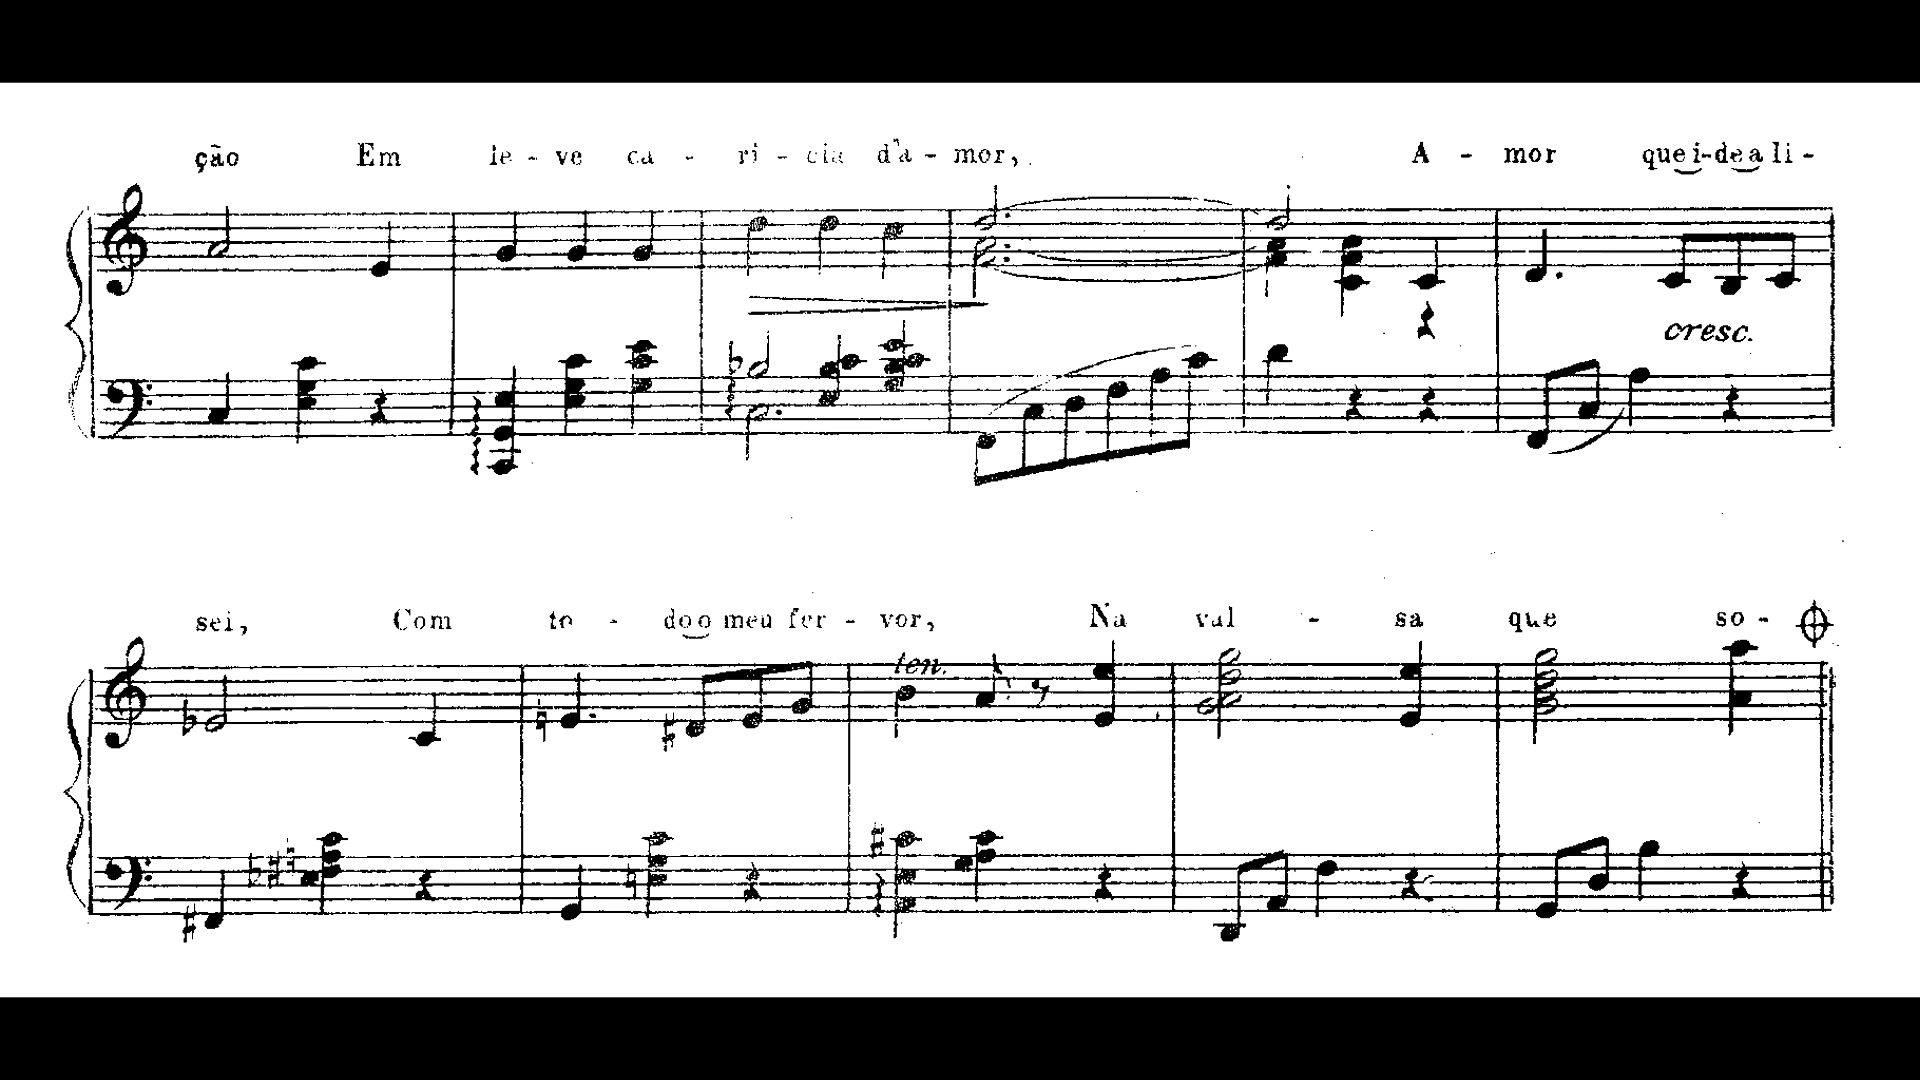 ção Em le - ve ca - ri - cia d'a - mor, A - mor que i-dea li -
cresc.
sei, Com to - do o meu fer - vor, Na val - sa que so -
ten.